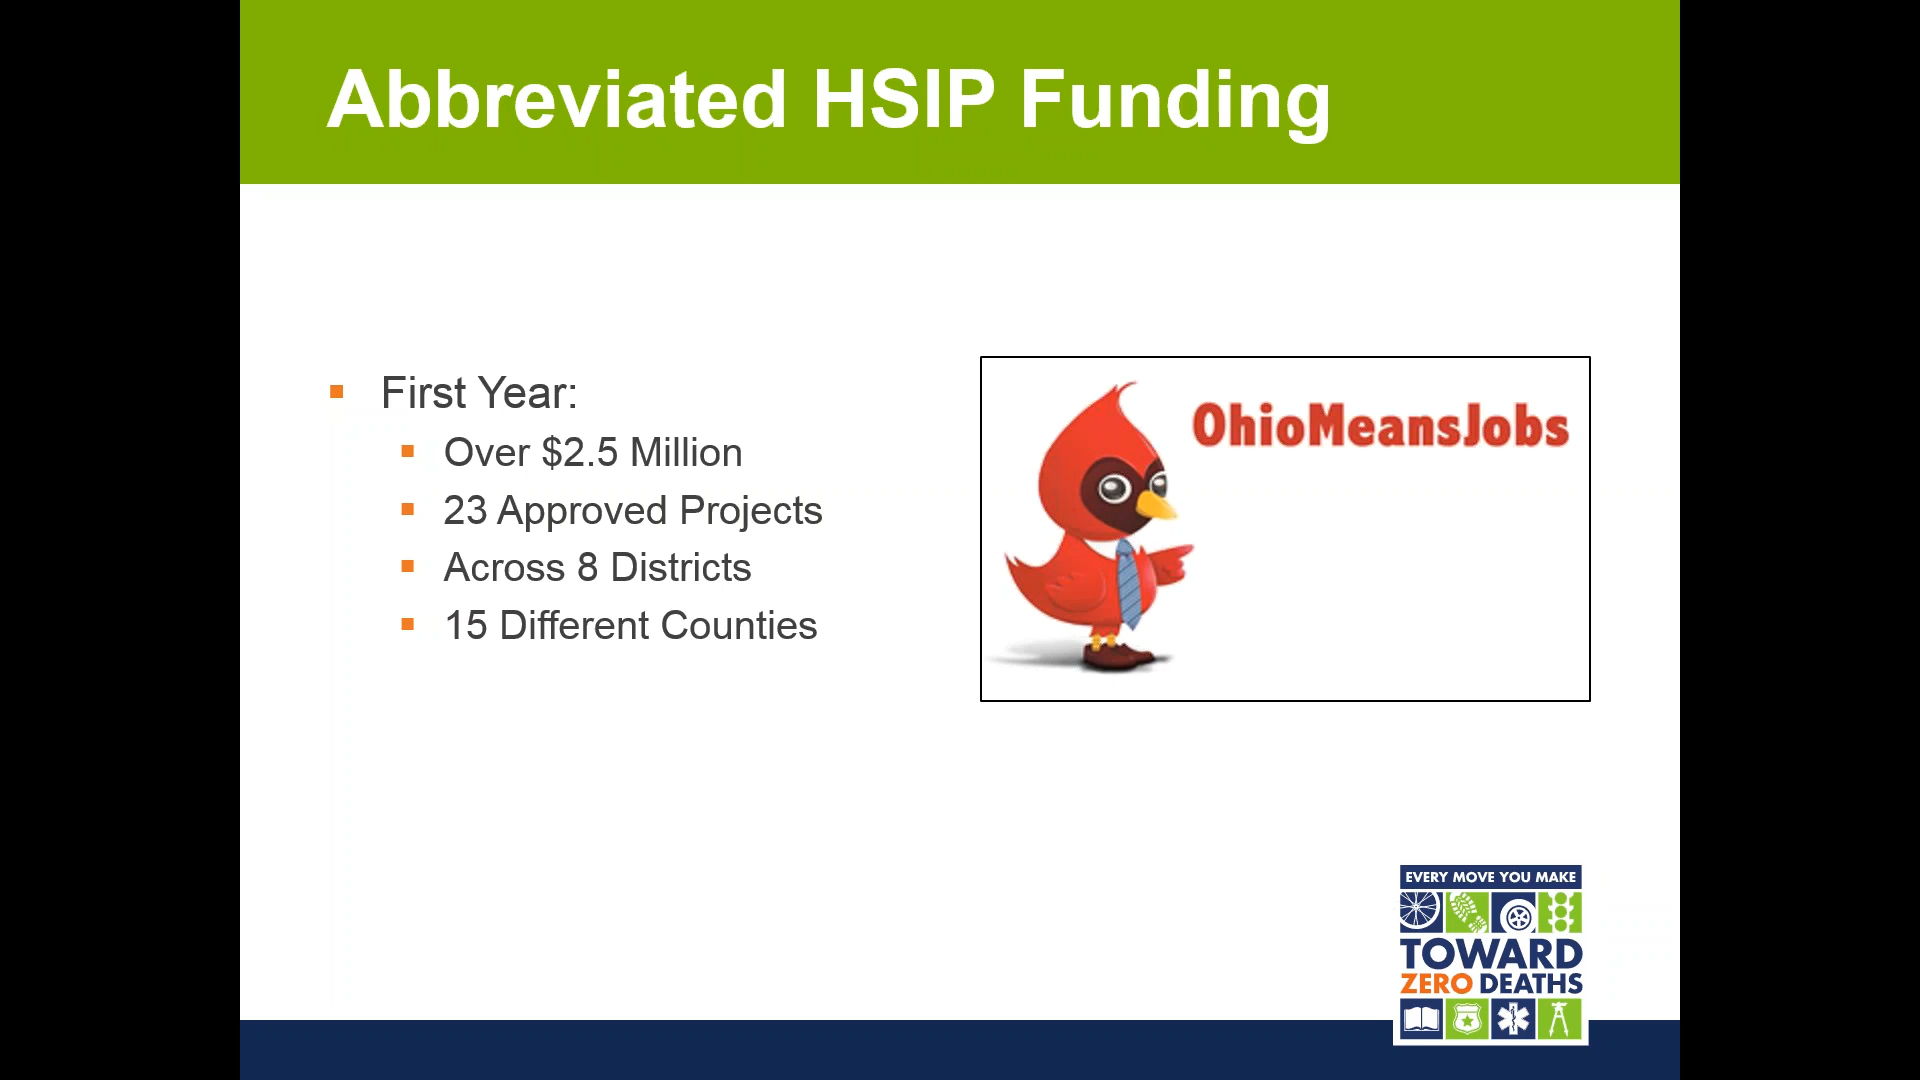 Abbreviated HSIP Funding
First Year:
Over $2.5 Million
23 Approved Projects
Across 8 Districts
15 Different Counties
OhioMeansJobs
EVERY MOVE YOU MAKE
TOWARD
ZERO DEATHS